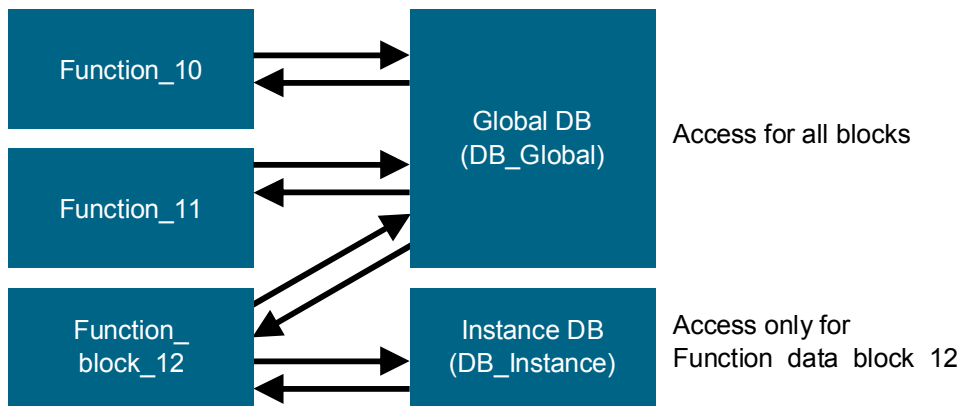 Function_10
Global DB
(DB_Global)
Access for all blocks
Function_11
Function_
block_12
Instance DB
(DB_Instance)
Access only for
Function data block 12